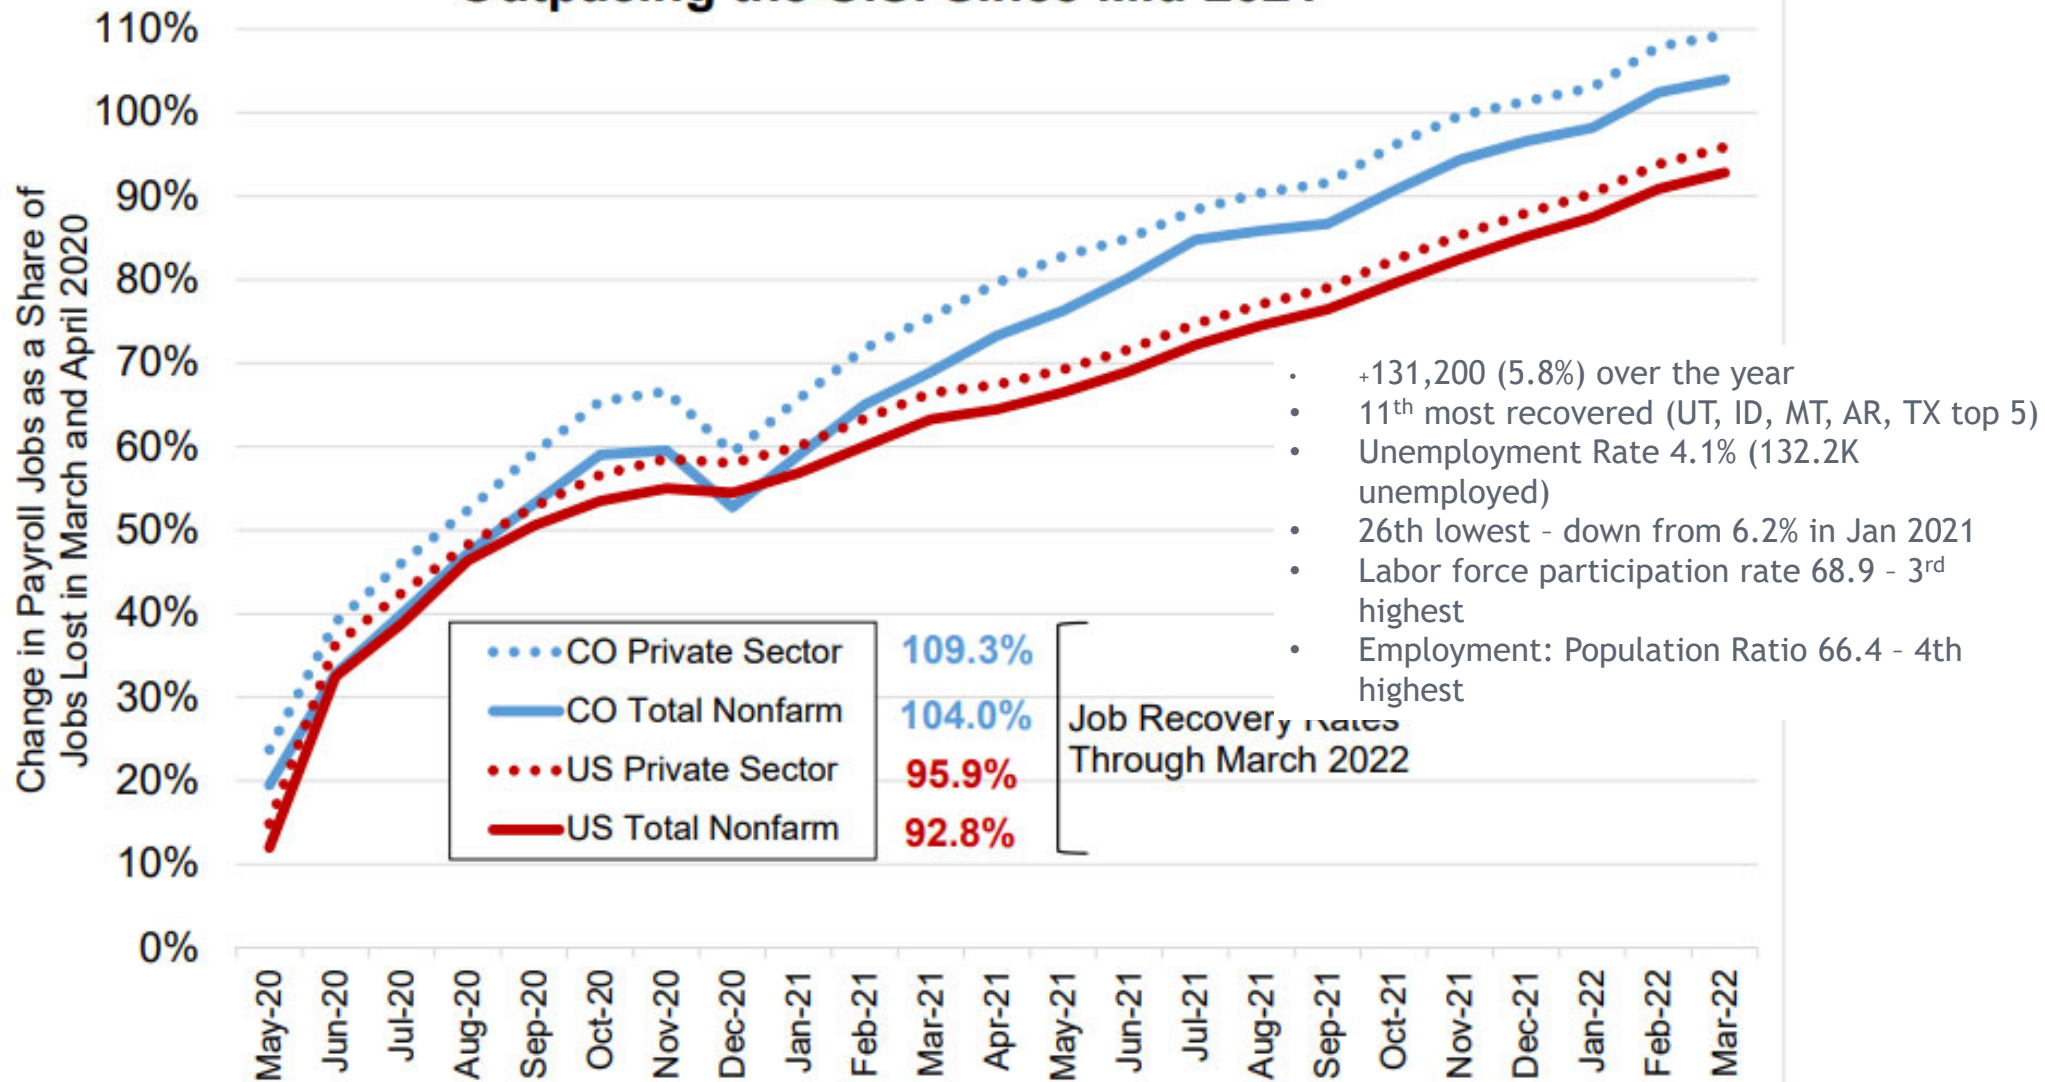 110%
100%
90%
80%
70%
60%
50%
40%
30%
20%
10%
0%
Change in Payroll Jobs as a Share of
Jobs Lost in March and April 2020
• +131,200 (5.8%) over the year
• 11th most recovered (UT, ID, MT, AR, TX top 5)
• Unemployment Rate 4.1% (132.2K
unemployed)
• 26th lowest – down from 6.2% in Jan 2021
• Labor force participation rate 68.9 – 3rd
highest
• Employment: Population Ratio 66.4 – 4th
highest
CO Private Sector 109.3%
CO Total Nonfarm 104.0%
US Private Sector 95.9%
US Total Nonfarm 92.8%
Job Recovery Rates
Through March 2022
May-20
Jun-20
Jul-20
Aug-20
Sep-20
Oct-20
Nov-20
Dec-20
Jan-21
Feb-21
Mar-21
Apr-21
May-21
Jun-21
Jul-21
Aug-21
Sep-21
Oct-21
Nov-21
Dec-21
Jan-22
Feb-22
Mar-22